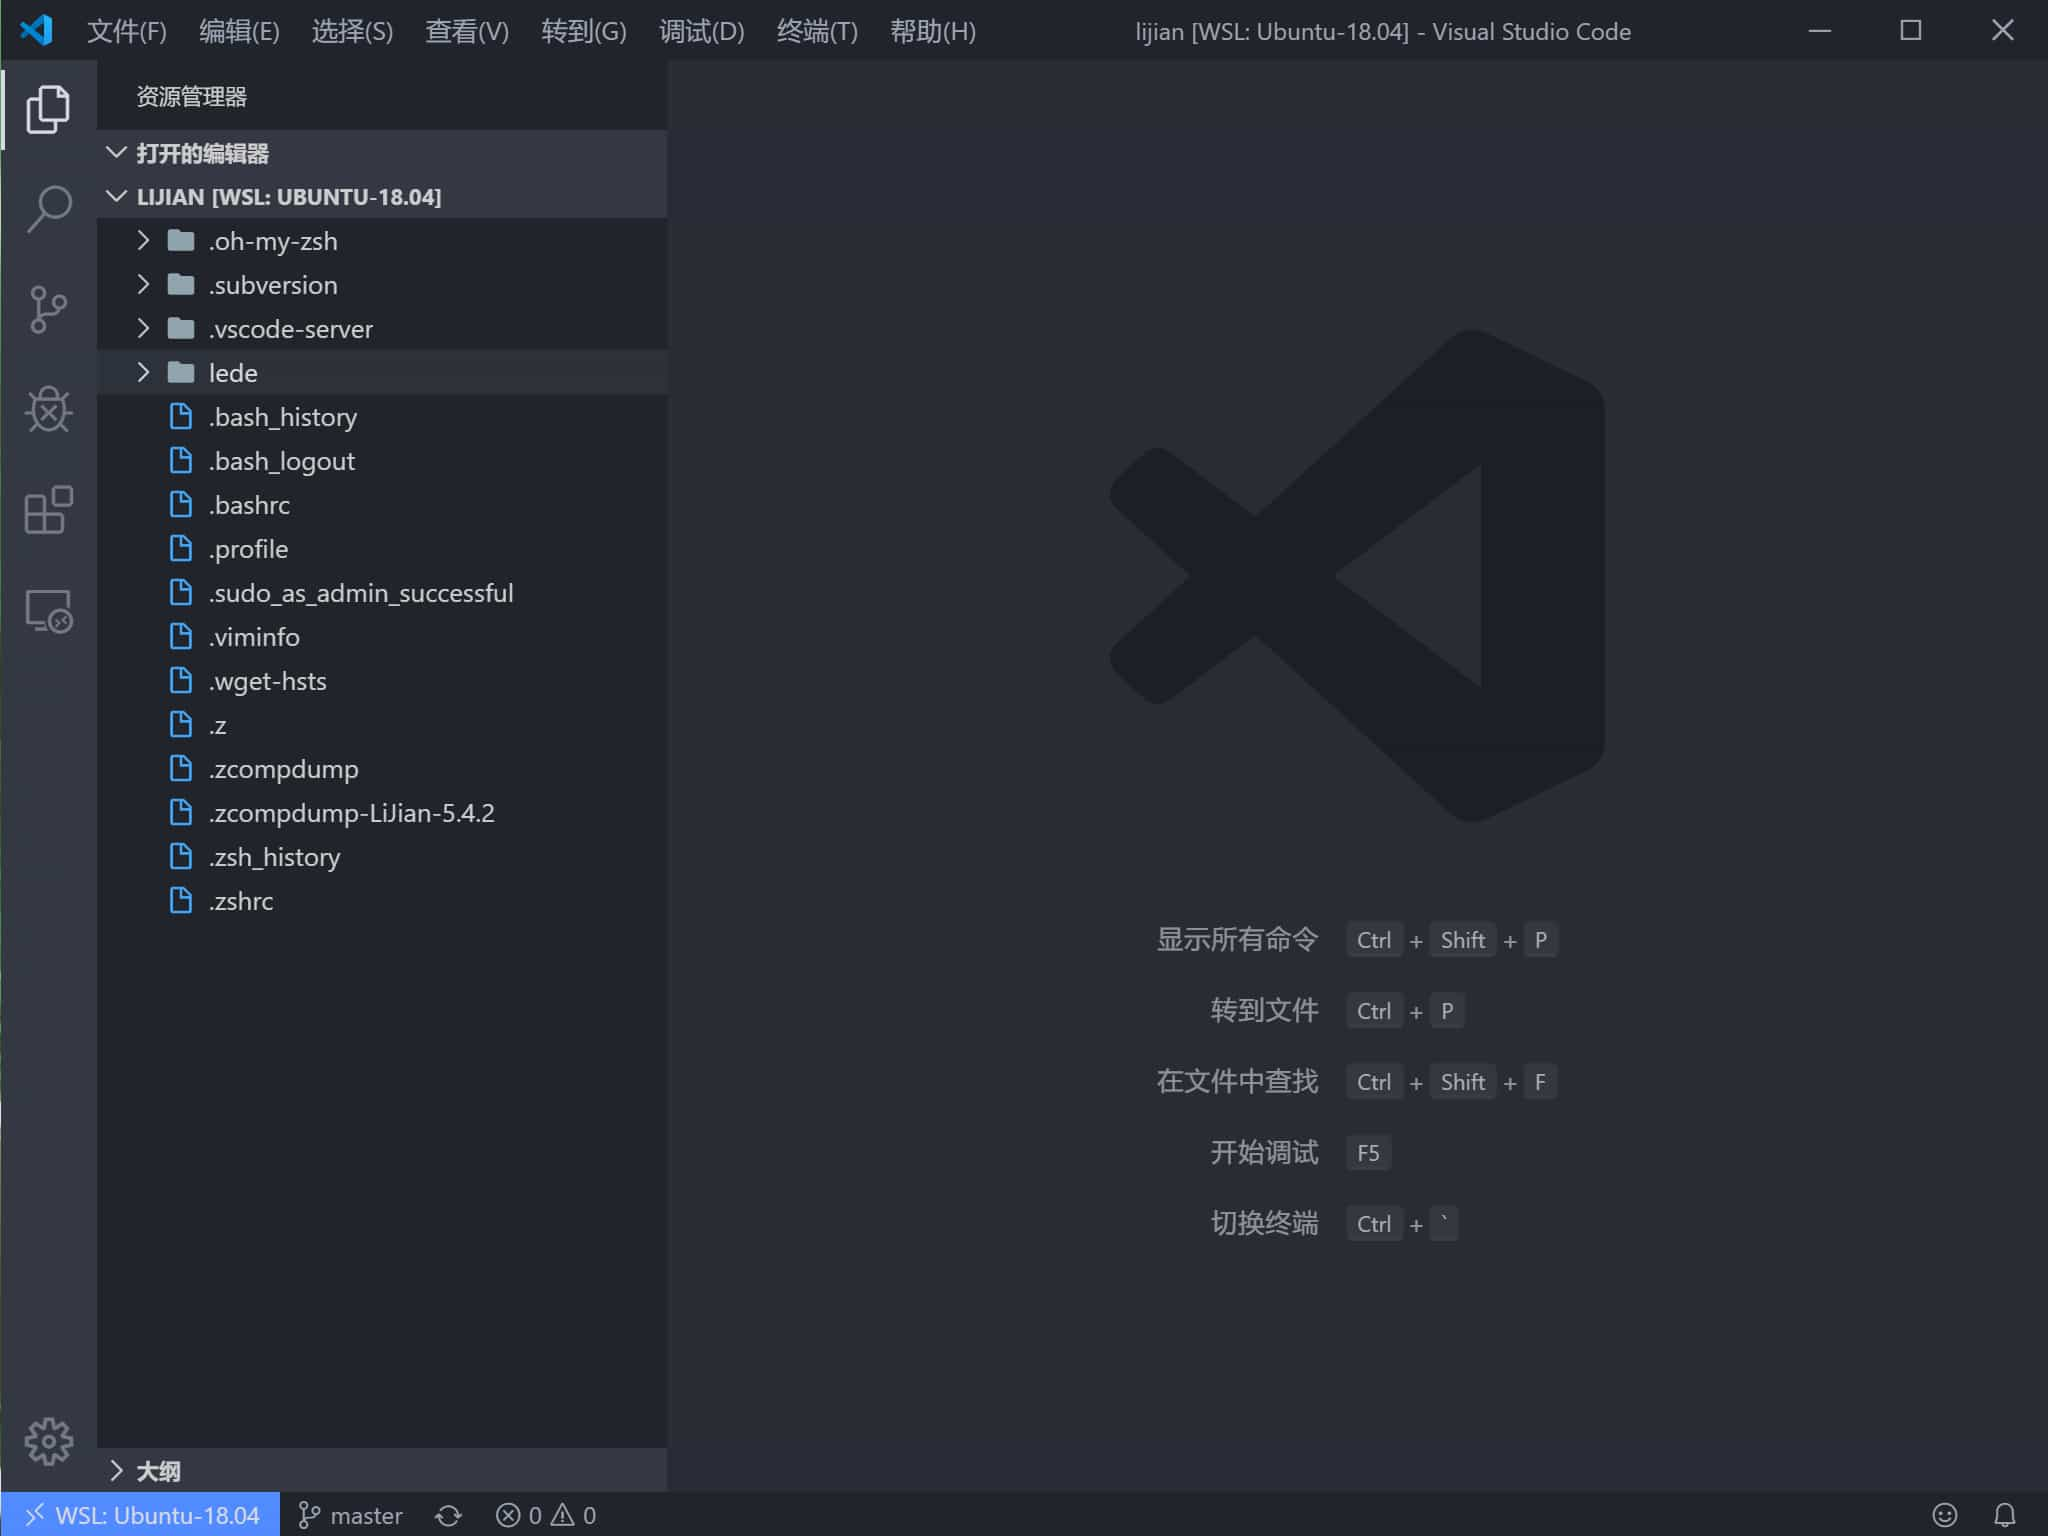 文件(F) 编辑(E) 选择(S) 查看(V) 转到(G) 调试(D) 终端(T) 帮助(H) lijian [WSL: Ubuntu-18.04] - Visual Studio Code
资源管理器
打开的编辑器
LIJIAN [WSL: UBUNTU-18.04]
.oh-my-zsh
.subversion
.vscode-server
lede
.bash_history
.bash_logout
.bashrc
.profile
.sudo_as_admin_successful
.viminfo
.wget-hsts
.z
.zcompdump
.zcompdump-LiJian-5.4.2
.zsh_history
.zshrc
显示所有命令 Ctrl + Shift + P
转到文件 Ctrl + P
在文件中查找 Ctrl + Shift + F
开始调试 F5
切换终端 Ctrl + `
大纲
WSL: Ubuntu-18.04 master 0 0